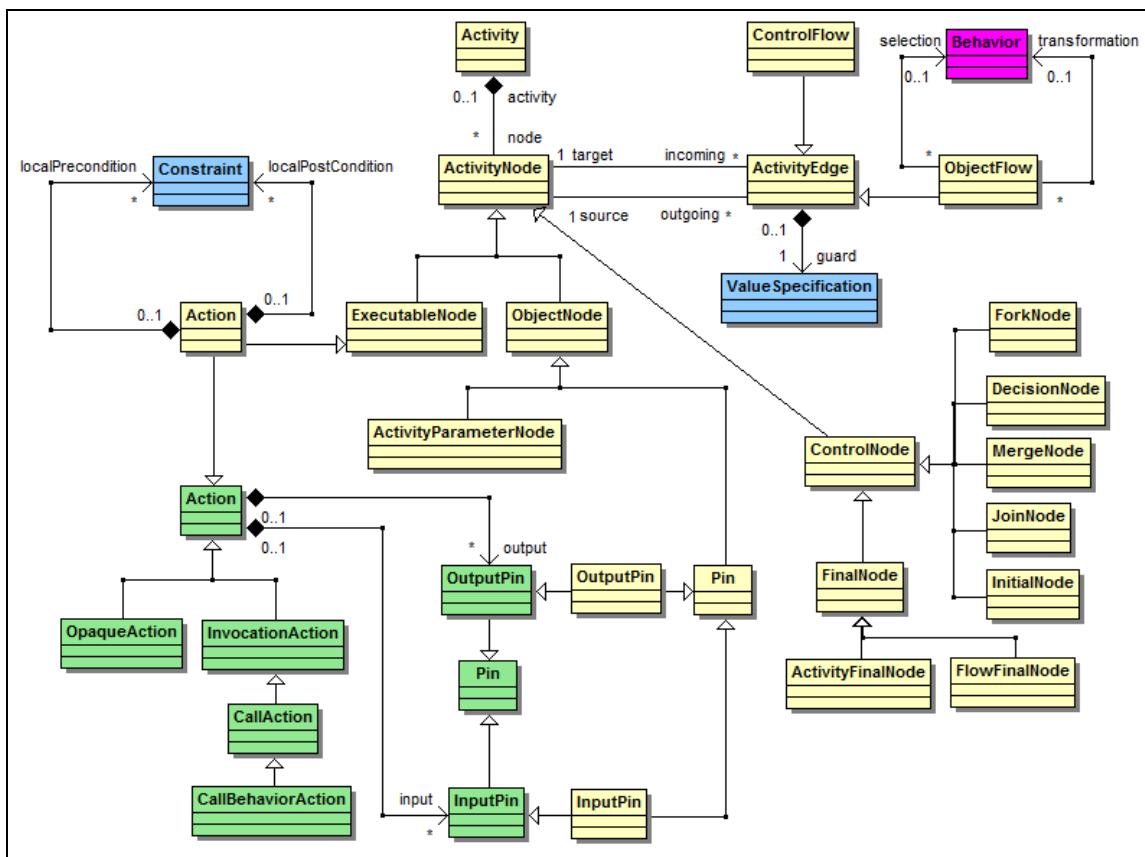 Activity
ControlFlow
selection
Behavior
transformation
0..1
0..1
0..1
activity
*
node
localPrecondition
Constraint
localPostCondition
*
*
ActivityNode
1 target
incoming *
ActivityEdge
*
ObjectFlow
*
1 source
outgoing *
0..1
1
guard
ValueSpecification
0..1
0..1
Action
ExecutableNode
ObjectNode
ForkNode
DecisionNode
ActivityParameterNode
ControlNode
MergeNode
Action
0..1
0..1
JoinNode
*
output
OutputPin
OutputPin
Pin
FinalNode
InitialNode
OpaqueAction
InvocationAction
Pin
ActivityFinalNode
FlowFinalNode
CallAction
CallBehaviorAction
input
*
InputPin
InputPin